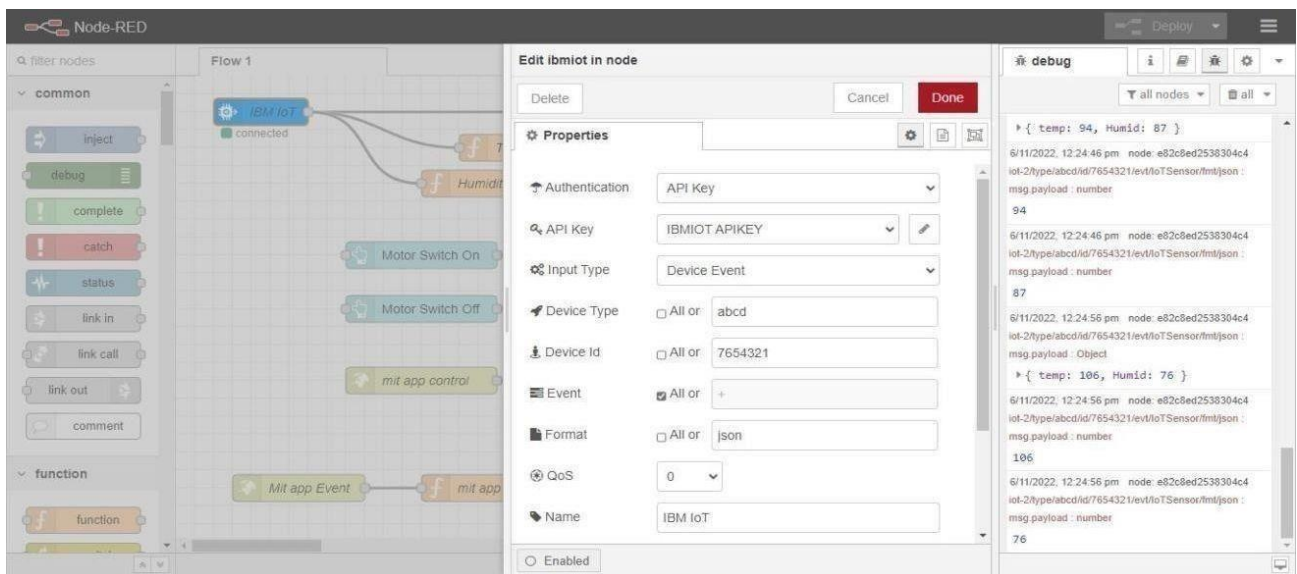 Node-RED
Deploy
filter nodes
common
inject
debug
complete
catch
status
link in
link call
link out
comment
function
function
Flow 1
IBM IoT
connected
T
Humidit
Motor Switch On
Motor Switch Off
mit app control
Mit app Event
mit app
Edit ibmiot in node
Delete
Cancel
Done
Properties
Authentication
API Key
API Key
IBMIOT APIKEY
Input Type
Device Event
Device Type
All or
abcd
Device Id
All or
7654321
Event
All or
+
Format
All or
json
QoS
0
Name
IBM IoT
Enabled
debug
i
all nodes
all
{ temp: 94, Humid: 87 }
6/11/2022, 12:24:46 pm node: e82c8ed2538304c4
iot-2/type/abcd/id/7654321/evt/IoTSensor/fmt/json :
msg.payload : number
94
6/11/2022, 12:24:46 pm node: e82c8ed2538304c4
iot-2/type/abcd/id/7654321/evt/IoTSensor/fmt/json :
msg.payload : number
87
6/11/2022, 12:24:56 pm node: e82c8ed2538304c4
iot-2/type/abcd/id/7654321/evt/IoTSensor/fmt/json :
msg.payload : Object
{ temp: 106, Humid: 76 }
6/11/2022, 12:24:56 pm node: e82c8ed2538304c4
iot-2/type/abcd/id/7654321/evt/IoTSensor/fmt/json :
msg.payload : number
106
6/11/2022, 12:24:56 pm node: e82c8ed2538304c4
iot-2/type/abcd/id/7654321/evt/IoTSensor/fmt/json :
msg.payload : number
76